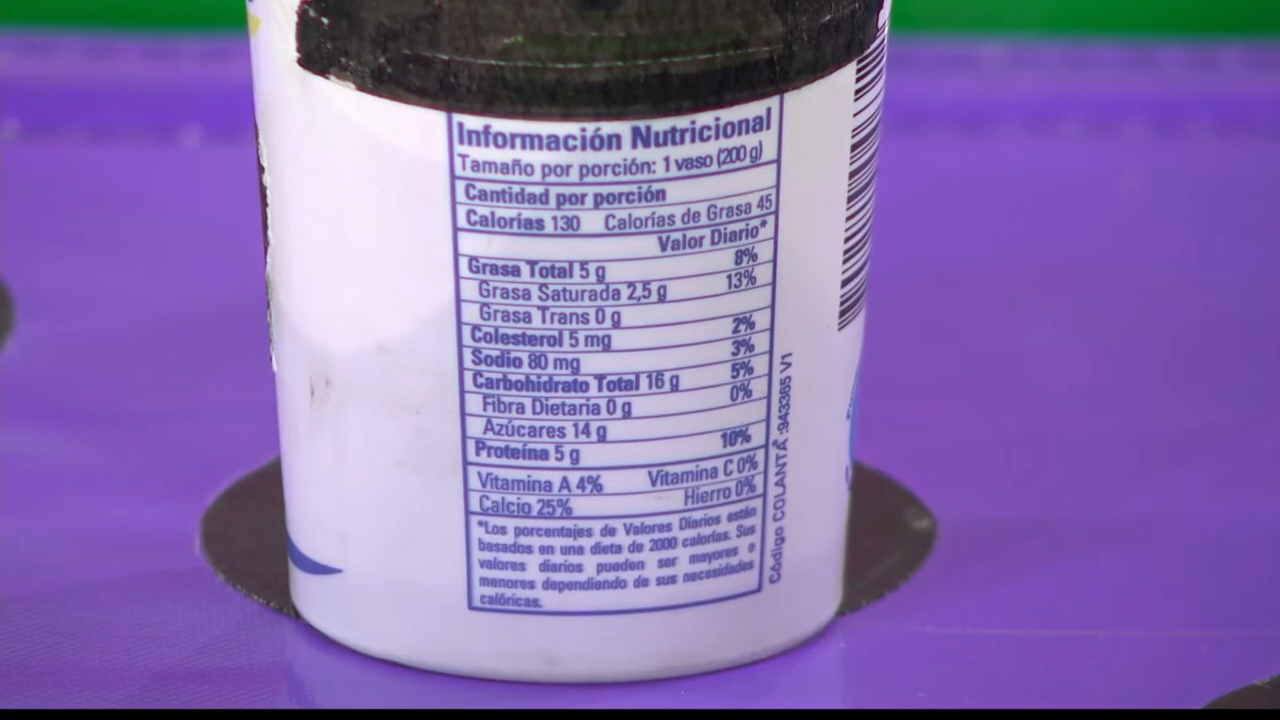 Información Nutricional
Tamaño por porción: 1 vaso (200 g)
Cantidad por porción
Calorías 130 Calorías de Grasa 45
Valor Diario*
Grasa Total 5 g 8%
Grasa Saturada 2,5 g 13%
Grasa Trans 0 g
Colesterol 5 mg 2%
Sodio 80 mg 3%
Carbohidrato Total 16 g 5%
Fibra Dietaria 0 g 0%
Azúcares 14 g
Proteína 5 g 10%
Vitamina A 4% Vitamina C 0%
Calcio 25% Hierro 0%
*Los porcentajes de Valores Diarios están
basados en una dieta de 2000 calorías. Sus
valores diarios pueden ser mayores o
menores dependiendo de sus necesidades
calóricas.
Código COLANTA®:943365 V1